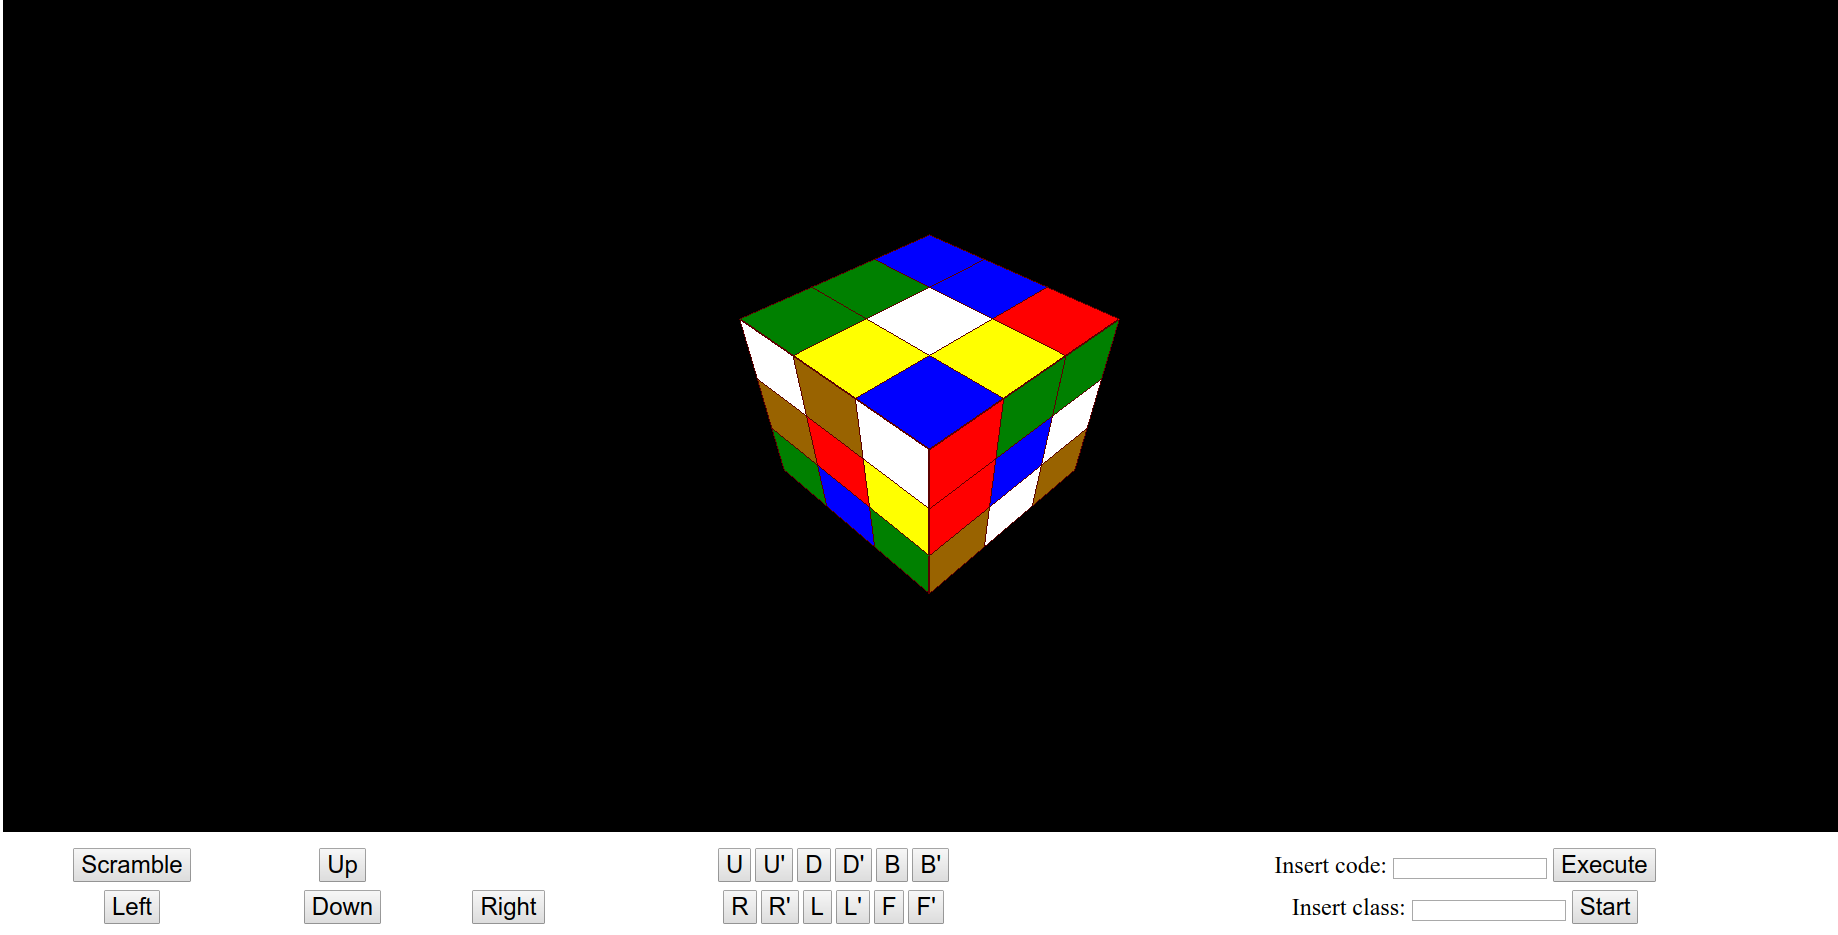 Scramble Up U U' D D' B B' Insert code: Execute
Left Down Right R R' L L' F F' Insert class: Start